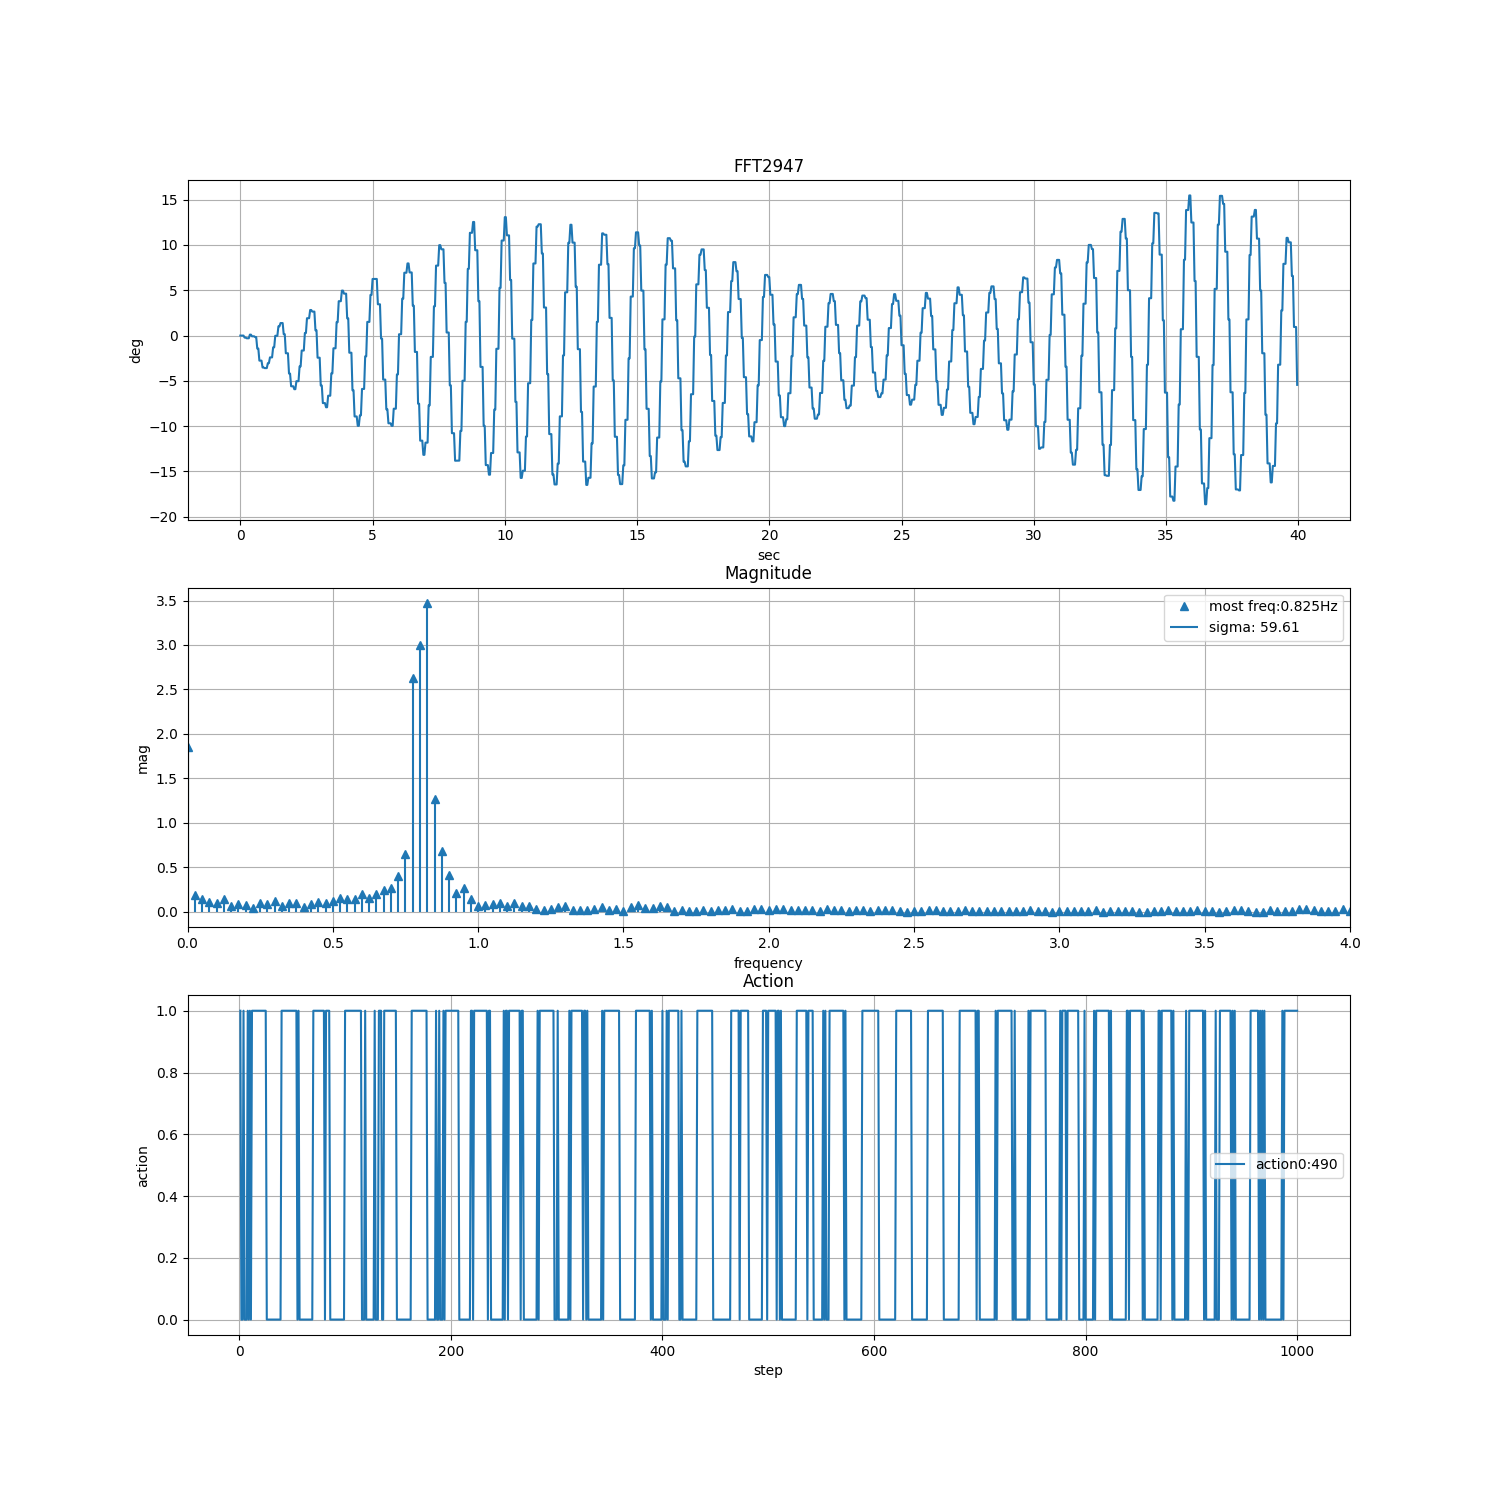 FFT2947
15
10
5
0
−5
−10
−15
−20
deg
0 5 10 15 20 25 30 35 40
sec
Magnitude
3.5
3.0
2.5
2.0
1.5
1.0
0.5
0.0
mag
most freq:0.825Hz
sigma: 59.61
0.0 0.5 1.0 1.5 2.0 2.5 3.0 3.5 4.0
frequency
Action
1.0
0.8
0.6
0.4
0.2
0.0
action
action0:490
0 200 400 600 800 1000
step